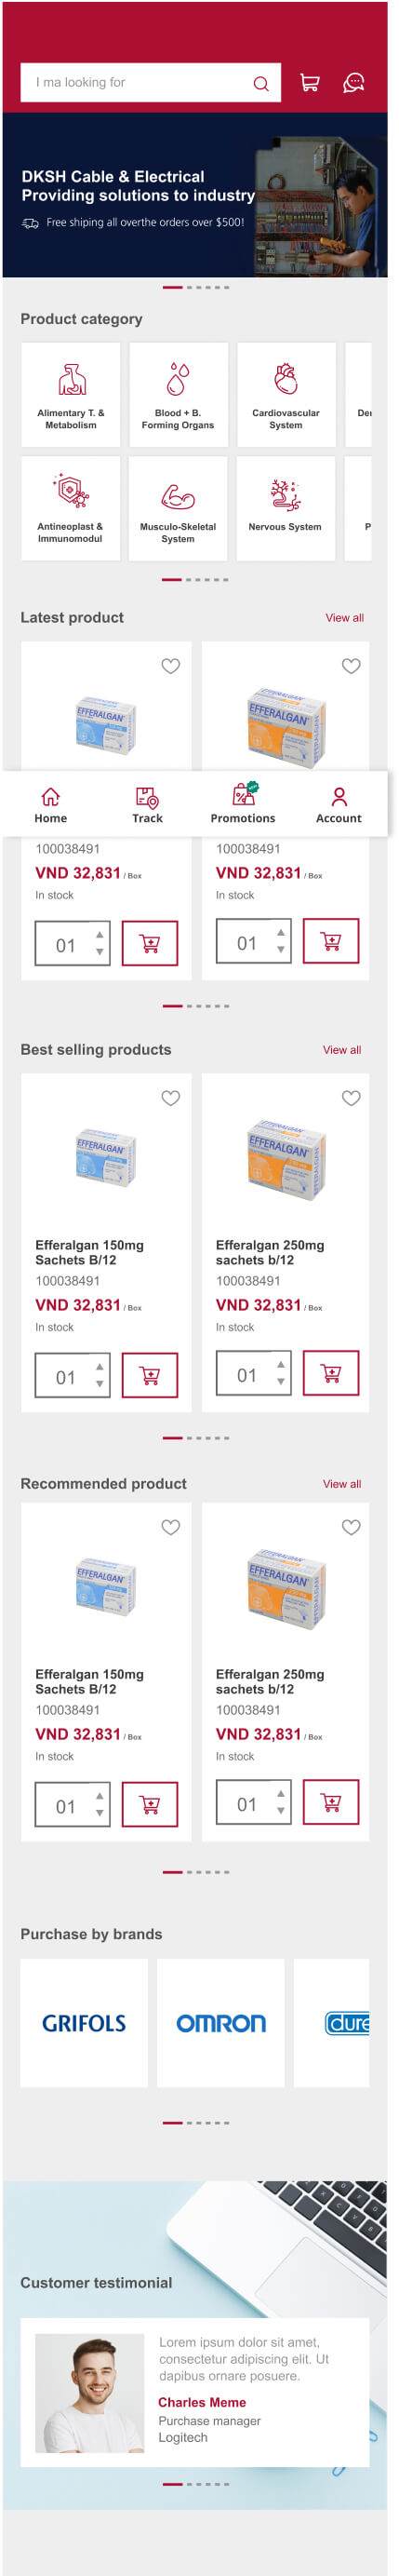 I ma looking for
DKSH Cable & Electrical
Providing solutions to industry
Free shiping all overthe orders over $500!
Product category
Alimentary T. &
Metabolism
Blood + B.
Forming Organs
Cardiovascular
System
Antineoplast &
Immunomodul
Musculo-Skeletal
System
Nervous System
P
Latest product
View all
EFFERALGAN
EFFERALGAN
Home
Track
Promotions
Account
100038491
VND 32,831 / Box
In stock
01
100038491
VND 32,831 / Box
In stock
01
Best selling products
View all
EFFERALGAN
EFFERALGAN
Efferalgan 150mg
Sachets B/12
100038491
VND 32,831 / Box
In stock
01
Efferalgan 250mg
sachets b/12
100038491
VND 32,831 / Box
In stock
01
Recommended product
View all
EFFERALGAN
EFFERALGAN
Efferalgan 150mg
Sachets B/12
100038491
VND 32,831 / Box
In stock
01
Efferalgan 250mg
sachets b/12
100038491
VND 32,831 / Box
In stock
01
Purchase by brands
GRIFOLS
OMRON
dure
Customer testimonial
Lorem ipsum dolor sit amet,
consectetur adipiscing elit. Ut
dapibus ornare posuere.
Charles Meme
Purchase manager
Logitech